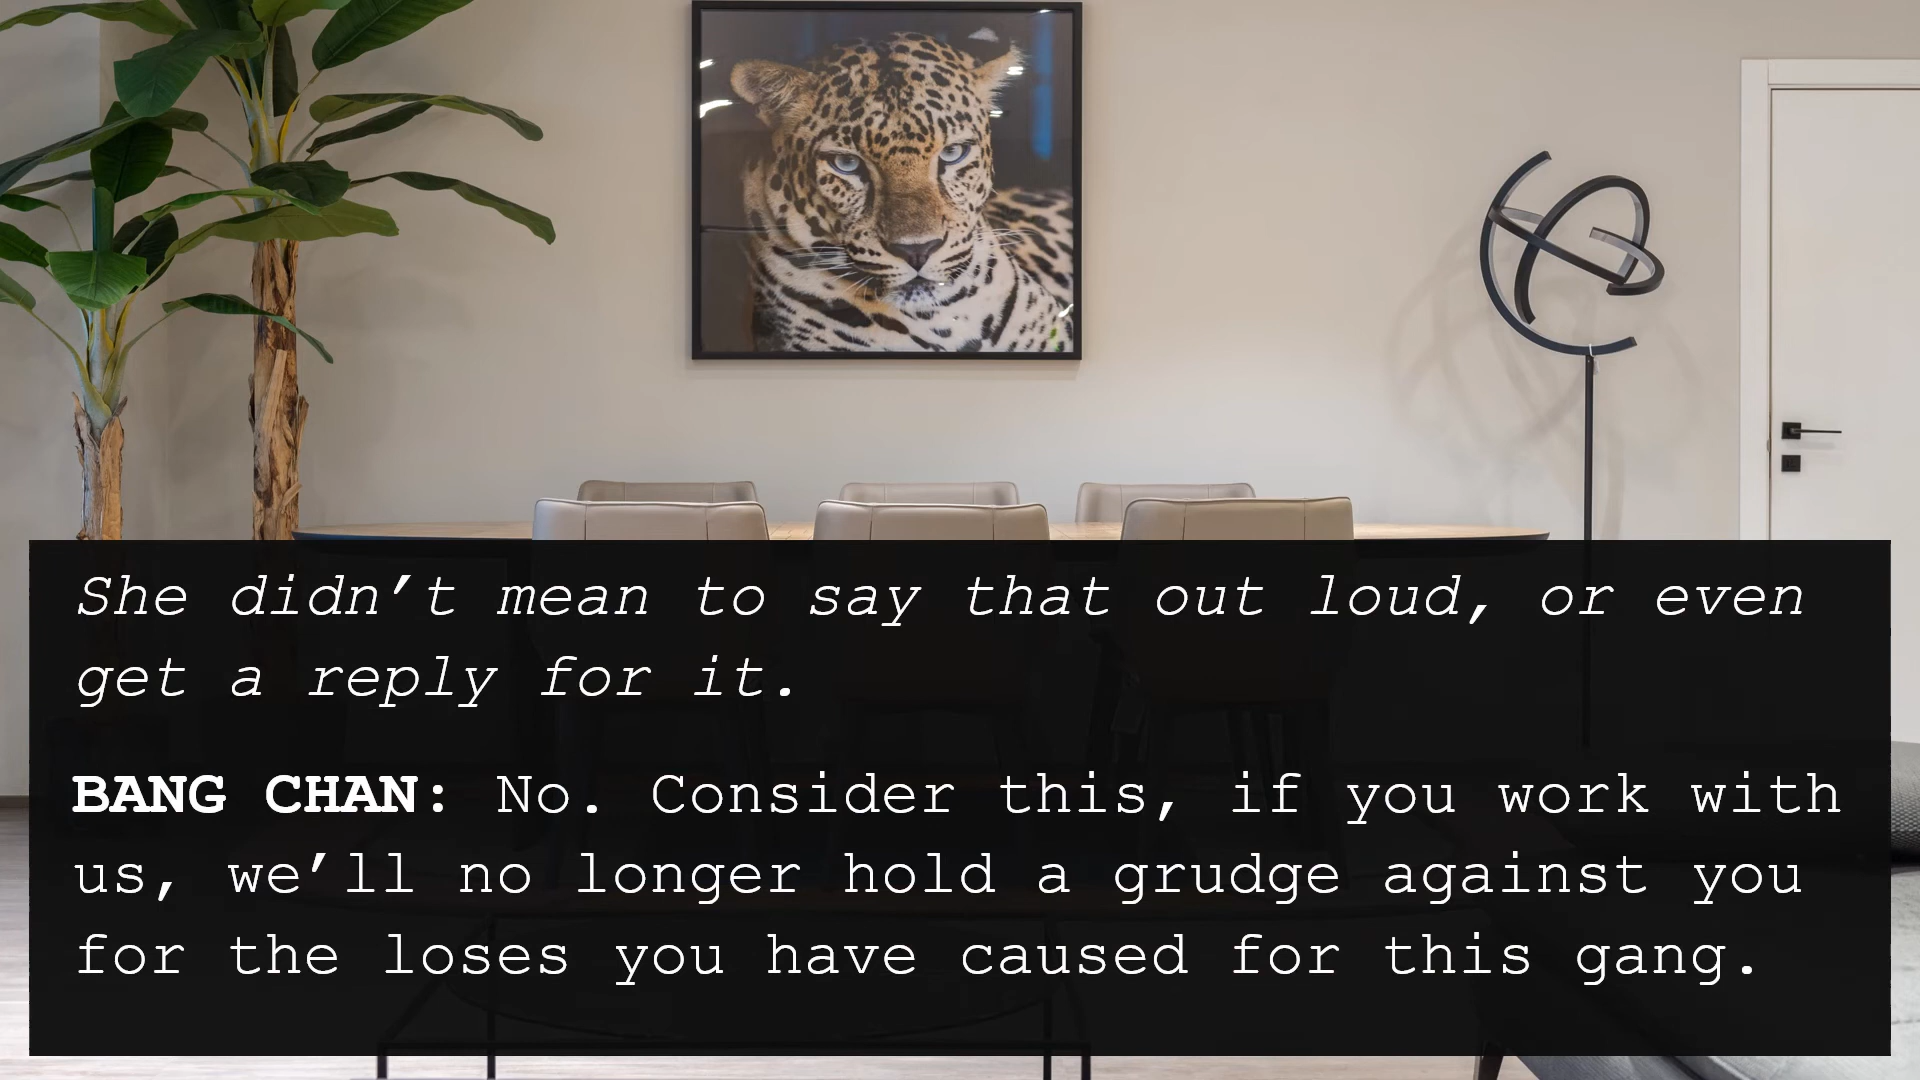 She didn’t mean to say that out loud, or even
get a reply for it.
BANG CHAN: No. Consider this, if you work with
us, we’ll no longer hold a grudge against you
for the loses you have caused for this gang.